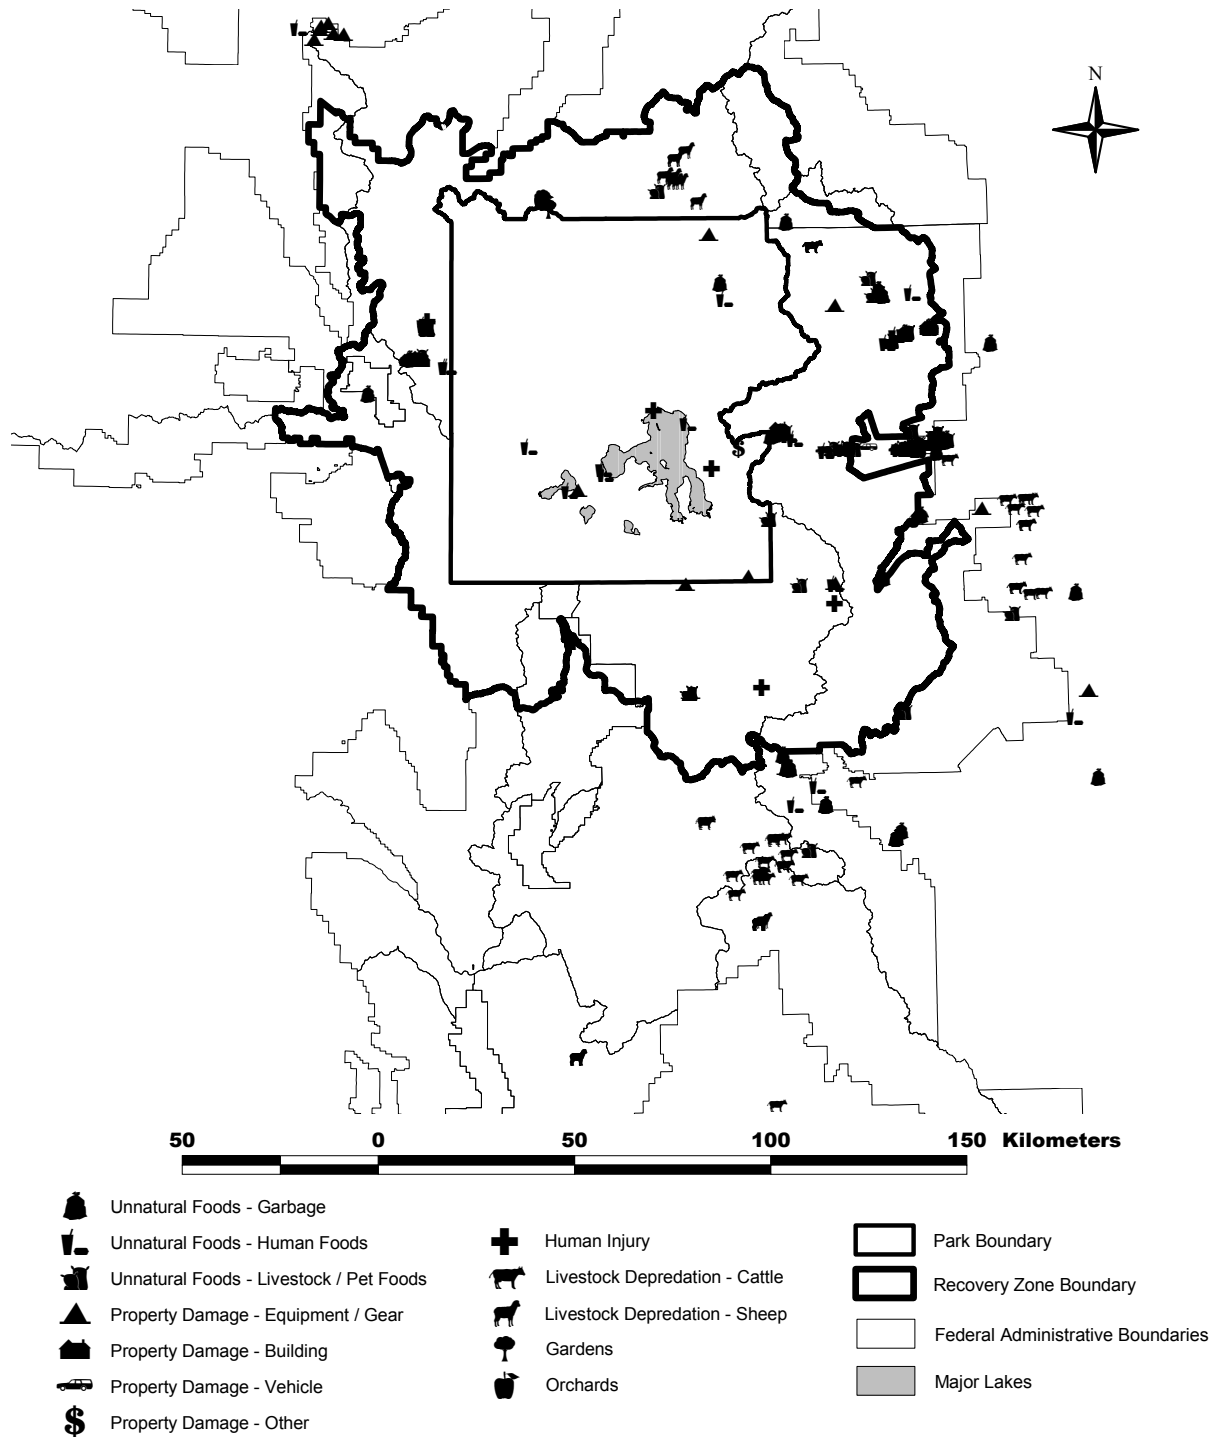 N
50 0 50 100 150 Kilometers
Unnatural Foods - Garbage
Unnatural Foods - Human Foods
Unnatural Foods - Livestock / Pet Foods
Property Damage - Equipment / Gear
Property Damage - Building
Property Damage - Vehicle
$ Property Damage - Other
Human Injury
Livestock Depredation - Cattle
Livestock Depredation - Sheep
Gardens
Orchards
Park Boundary
Recovery Zone Boundary
Federal Administrative Boundaries
Major Lakes
$